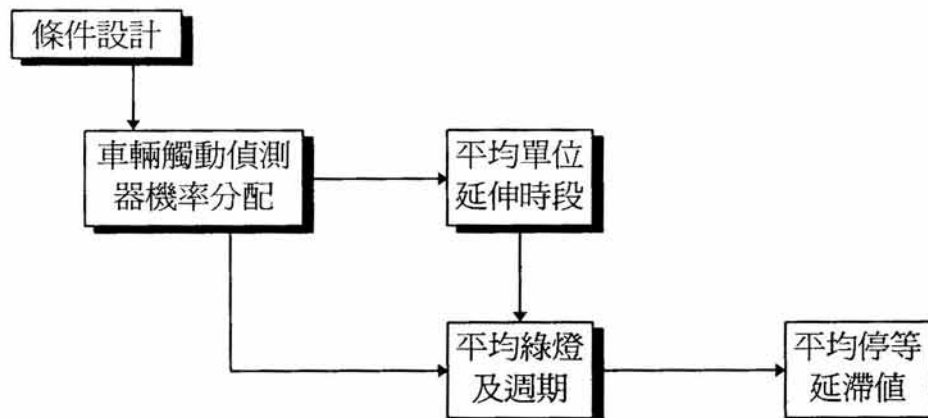 條件設計
車輛觸動偵測
器機率分配
平均單位
延伸時段
平均綠燈
及週期
平均停等
延滯值